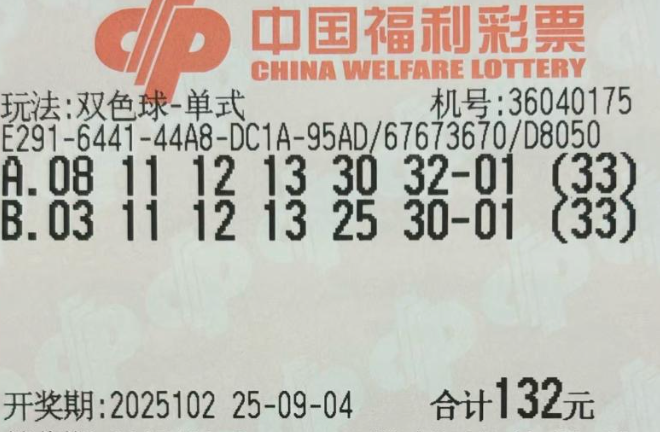 中国福利彩票
CHINA WELFARE LOTTERY
玩法:双色球-单式 机号:36040175
E291-6441-44A8-DC1A-95AD/67673670/D8050
A.08 11 12 13 30 32-01 (33)
B.03 11 12 13 25 30-01 (33)
开奖期:2025102 25-09-04 合计132元